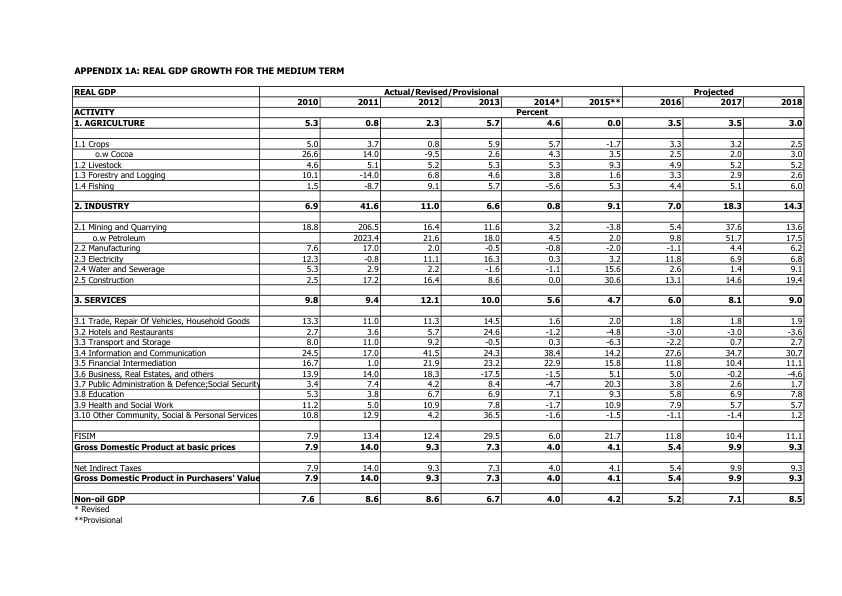 APPENDIX 1A: REAL GDP GROWTH FOR THE MEDIUM TERM
REAL GDP Actual/Revised/Provisional Projected
2010 2011 2012 2013 2014* 2015** 2016 2017 2018
ACTIVITY Percent
1. AGRICULTURE 5.3 0.8 2.3 5.7 4.6 0.0 3.5 3.5 3.0
1.1 Crops 5.0 3.7 0.8 5.9 5.7 -1.7 3.3 3.2 2.5
o.w Cocoa 26.6 14.0 -9.5 2.6 4.3 3.5 2.5 2.0 3.0
1.2 Livestock 4.6 5.1 5.2 5.3 5.3 9.3 4.9 5.2 5.2
1.3 Forestry and Logging 10.1 -14.0 6.8 4.6 3.8 1.6 3.3 2.9 2.6
1.4 Fishing 1.5 -8.7 9.1 5.7 -5.6 5.3 4.4 5.1 6.0
2. INDUSTRY 6.9 41.6 11.0 6.6 0.8 9.1 7.0 18.3 14.3
2.1 Mining and Quarrying 18.8 206.5 16.4 11.6 3.2 -3.8 5.4 37.6 13.6
o.w Petroleum 2023.4 21.6 18.0 4.5 2.0 9.8 51.7 17.5
2.2 Manufacturing 7.6 17.0 2.0 -0.5 -0.8 -2.0 -1.1 4.4 6.2
2.3 Electricity 12.3 -0.8 11.1 16.3 0.3 3.2 11.8 6.9 6.8
2.4 Water and Sewerage 5.3 2.9 2.2 -1.6 -1.1 15.6 2.6 1.4 9.1
2.5 Construction 2.5 17.2 16.4 8.6 0.0 30.6 13.1 14.6 19.4
3. SERVICES 9.8 9.4 12.1 10.0 5.6 4.7 6.0 8.1 9.0
3.1 Trade, Repair Of Vehicles, Household Goods 13.3 11.0 11.3 14.5 1.6 2.0 1.8 1.8 1.9
3.2 Hotels and Restaurants 2.7 3.6 5.7 24.6 -1.2 -4.8 -3.0 -3.0 -3.6
3.3 Transport and Storage 8.0 11.0 9.2 -0.5 0.3 -6.3 -2.2 0.7 2.7
3.4 Information and Communication 24.5 17.0 41.5 24.3 38.4 14.2 27.6 34.7 30.7
3.5 Financial Intermediation 16.7 1.0 21.9 23.2 22.9 15.8 11.8 10.4 11.1
3.6 Business, Real Estates, and others 13.9 14.0 18.3 -17.5 -1.5 5.1 5.0 -0.2 -4.6
3.7 Public Administration & Defence;Social Security 3.4 7.4 4.2 8.4 -4.7 20.3 3.8 2.6 1.7
3.8 Education 5.3 3.8 6.7 6.9 7.1 9.3 5.8 6.9 7.8
3.9 Health and Social Work 11.2 5.0 10.9 7.8 -1.7 10.9 7.9 5.7 5.7
3.10 Other Community, Social & Personal Services 10.8 12.9 4.2 36.5 -1.6 -1.5 -1.1 -1.4 1.2
FISIM 7.9 13.4 12.4 29.5 6.0 21.7 11.8 10.4 11.1
Gross Domestic Product at basic prices 7.9 14.0 9.3 7.3 4.0 4.1 5.4 9.9 9.3
Net Indirect Taxes 7.9 14.0 9.3 7.3 4.0 4.1 5.4 9.9 9.3
Gross Domestic Product in Purchasers' Value 7.9 14.0 9.3 7.3 4.0 4.1 5.4 9.9 9.3
Non-oil GDP 7.6 8.6 8.6 6.7 4.0 4.2 5.2 7.1 8.5
* Revised
**Provisional